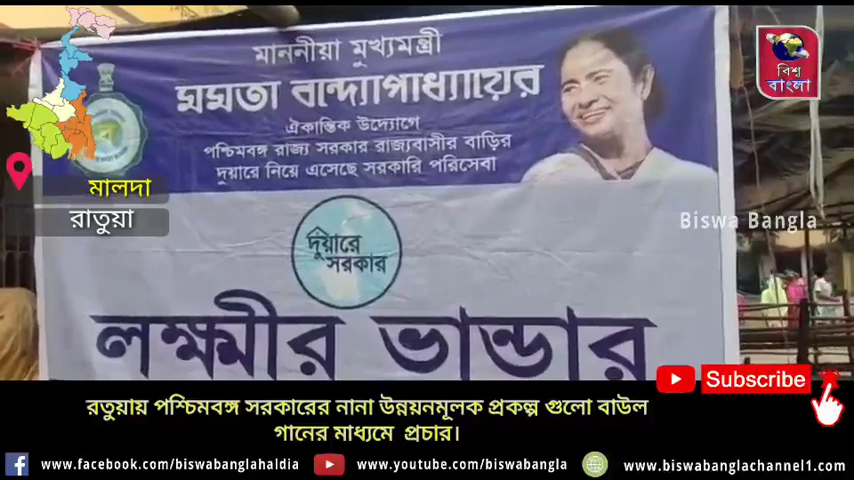 মাননীয়া মুখ্যমন্ত্রী
মমতা বন্দ্যোপাধ্যায়ের
ঐকান্তিক উদ্যোগে
পশ্চিমবঙ্গ রাজ্য সরকার রাজ্যবাসীর বাড়ির
দুয়ারে নিয়ে এসেছে সরকারি পরিসেবা
বিশ্ব
বাংলা
মালদা
রাতুয়া
Biswa Bangla
দুয়ারে
সরকার
লক্ষ্মীর ভান্ডার
Subscribe
রতুয়ায় পশ্চিমবঙ্গ সরকারের নানা উন্নয়নমূলক প্রকল্প গুলো বাউল
গানের মাধ্যমে প্রচার।
www.facebook.com/biswabanglahaldia
www.youtube.com/biswabangla
www.biswabanglachannel1.com